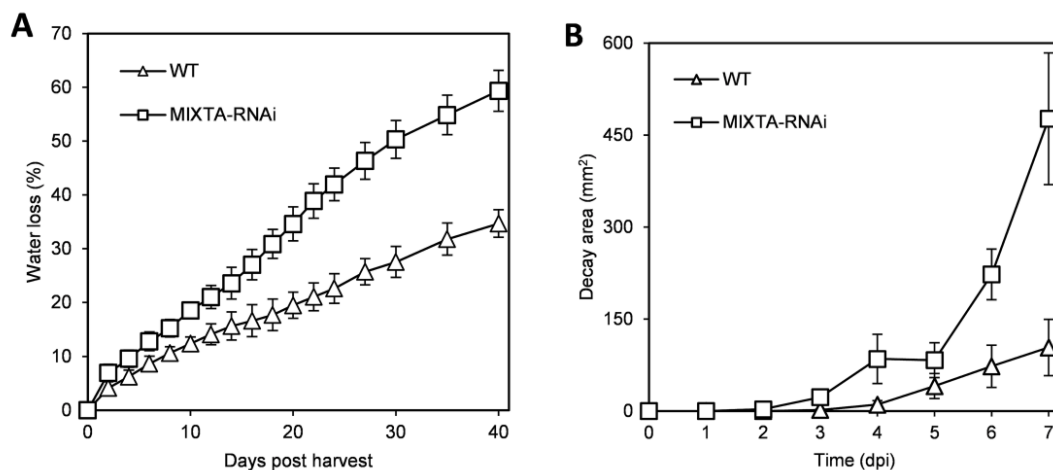 A
70
60
50
40
30
20
10
0
Water loss (%)
WT
MIXTA-RNAi
0 10 20 30 40
Days post harvest
B
600
450
300
150
0
Decay area (mm²)
WT
MIXTA-RNAi
0 1 2 3 4 5 6 7
Time (dpi)